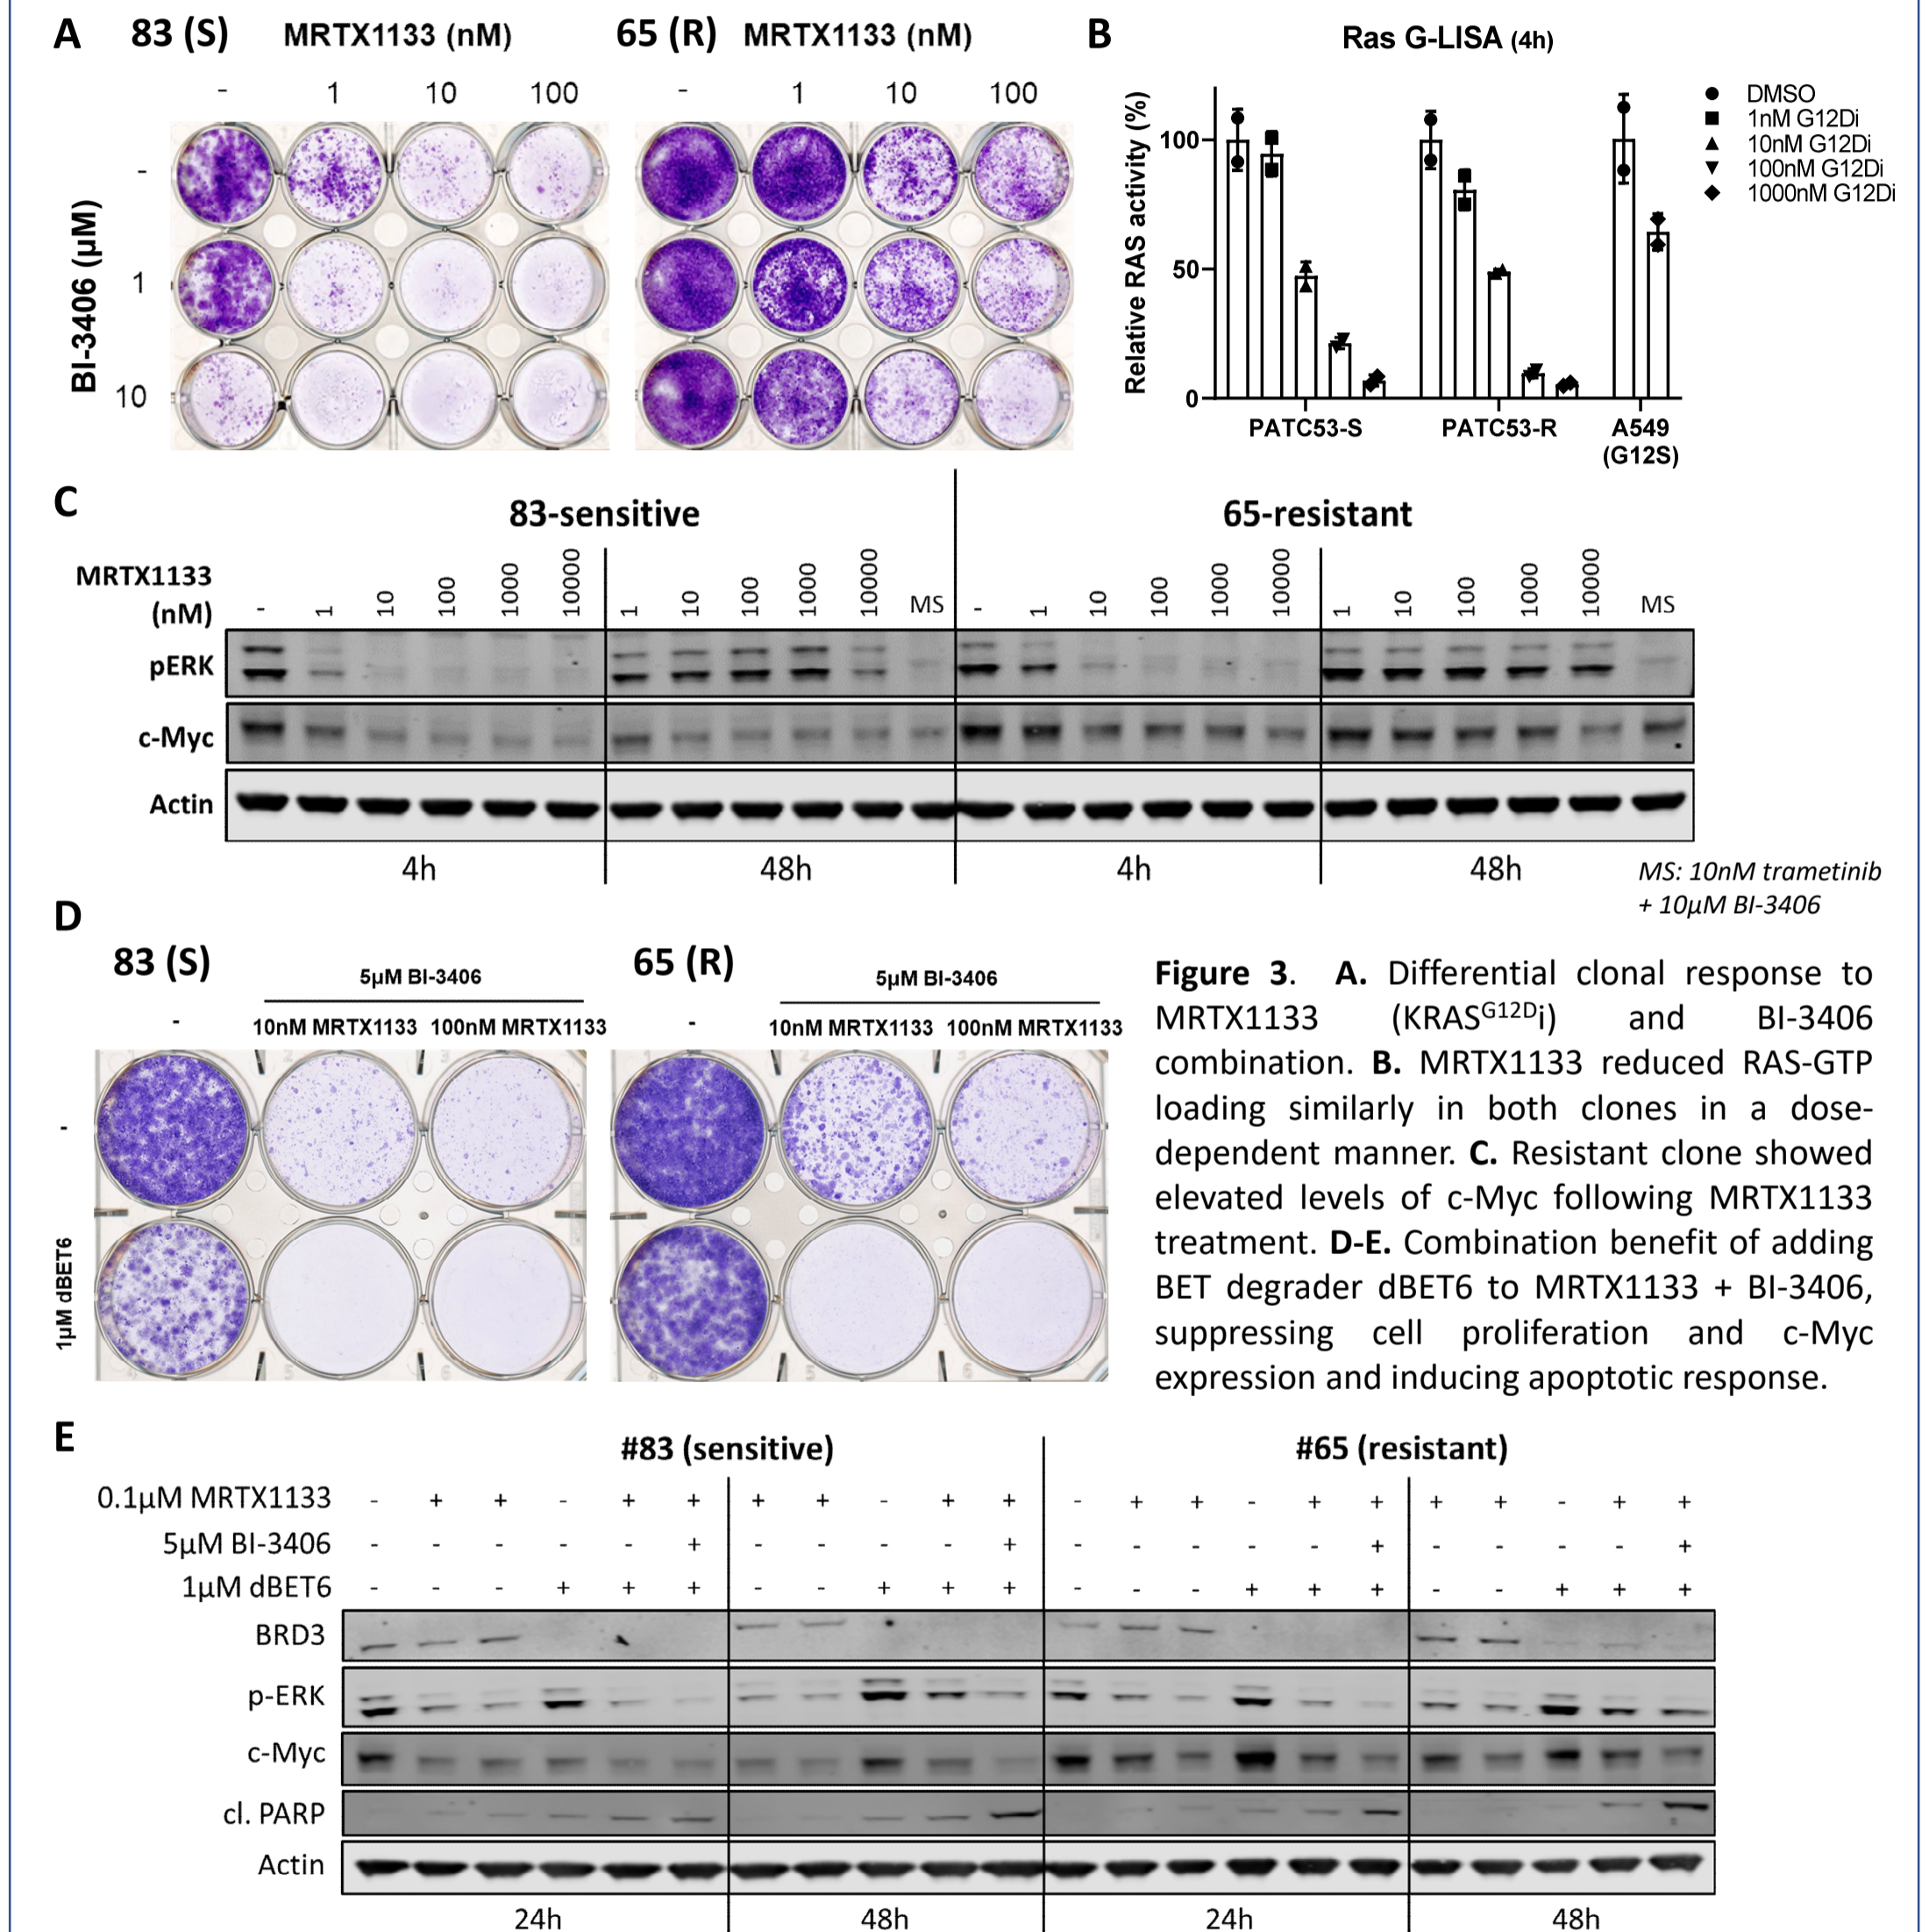 A
83 (S) MRTX1133 (nM)
- 1 10 100
65 (R) MRTX1133 (nM)
- 1 10 100
BI-3406 (µM)
-
1
10
B
Ras G-LISA (4h)
Relative RAS activity (%)
100
50
0
PATC53-S PATC53-R A549
(G12S)
DMSO
1nM G12Di
10nM G12Di
100nM G12Di
1000nM G12Di
C
83-sensitive 65-resistant
MRTX1133
(nM)
- 1 10 100 1000 10000 1 10 100 1000 10000 MS - 1 10 100 1000 10000 1 10 100 1000 10000 MS
pERK
c-Myc
Actin
4h 48h 4h 48h
MS: 10nM trametinib
+ 10µM BI-3406
D
83 (S)
5µM BI-3406
- 10nM MRTX1133 100nM MRTX1133
65 (R)
5µM BI-3406
- 10nM MRTX1133 100nM MRTX1133
-
1µM dBET6
Figure 3. A. Differential clonal response to
MRTX1133 (KRASG12Di) and BI-3406
combination. B. MRTX1133 reduced RAS-GTP
loading similarly in both clones in a dose-
dependent manner. C. Resistant clone showed
elevated levels of c-Myc following MRTX1133
treatment. D-E. Combination benefit of adding
BET degrader dBET6 to MRTX1133 + BI-3406,
suppressing cell proliferation and c-Myc
expression and inducing apoptotic response.
E
#83 (sensitive) #65 (resistant)
0.1µM MRTX1133 - + + - + + + + - + + - + + - + + + + - + +
5µM BI-3406 - - - - - + - - - - + - - - - - + - - - - +
1µM dBET6 - - - + + + - - + + + - - - + + + - - + + +
BRD3
p-ERK
c-Myc
cl. PARP
Actin
24h 48h 24h 48h